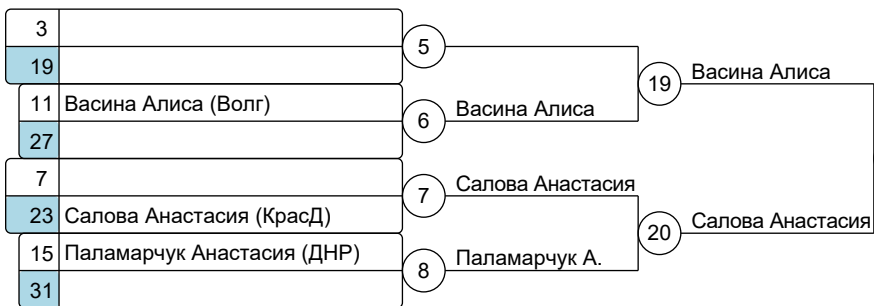 3
19
5
11 Васина Алиса (Волг)
27
6 Васина Алиса
19 Васина Алиса
7
23 Салова Анастасия (КрасД)
7 Салова Анастасия
15 Паламарчук Анастасия (ДНР)
31
8 Паламарчук А.
20 Салова Анастасия